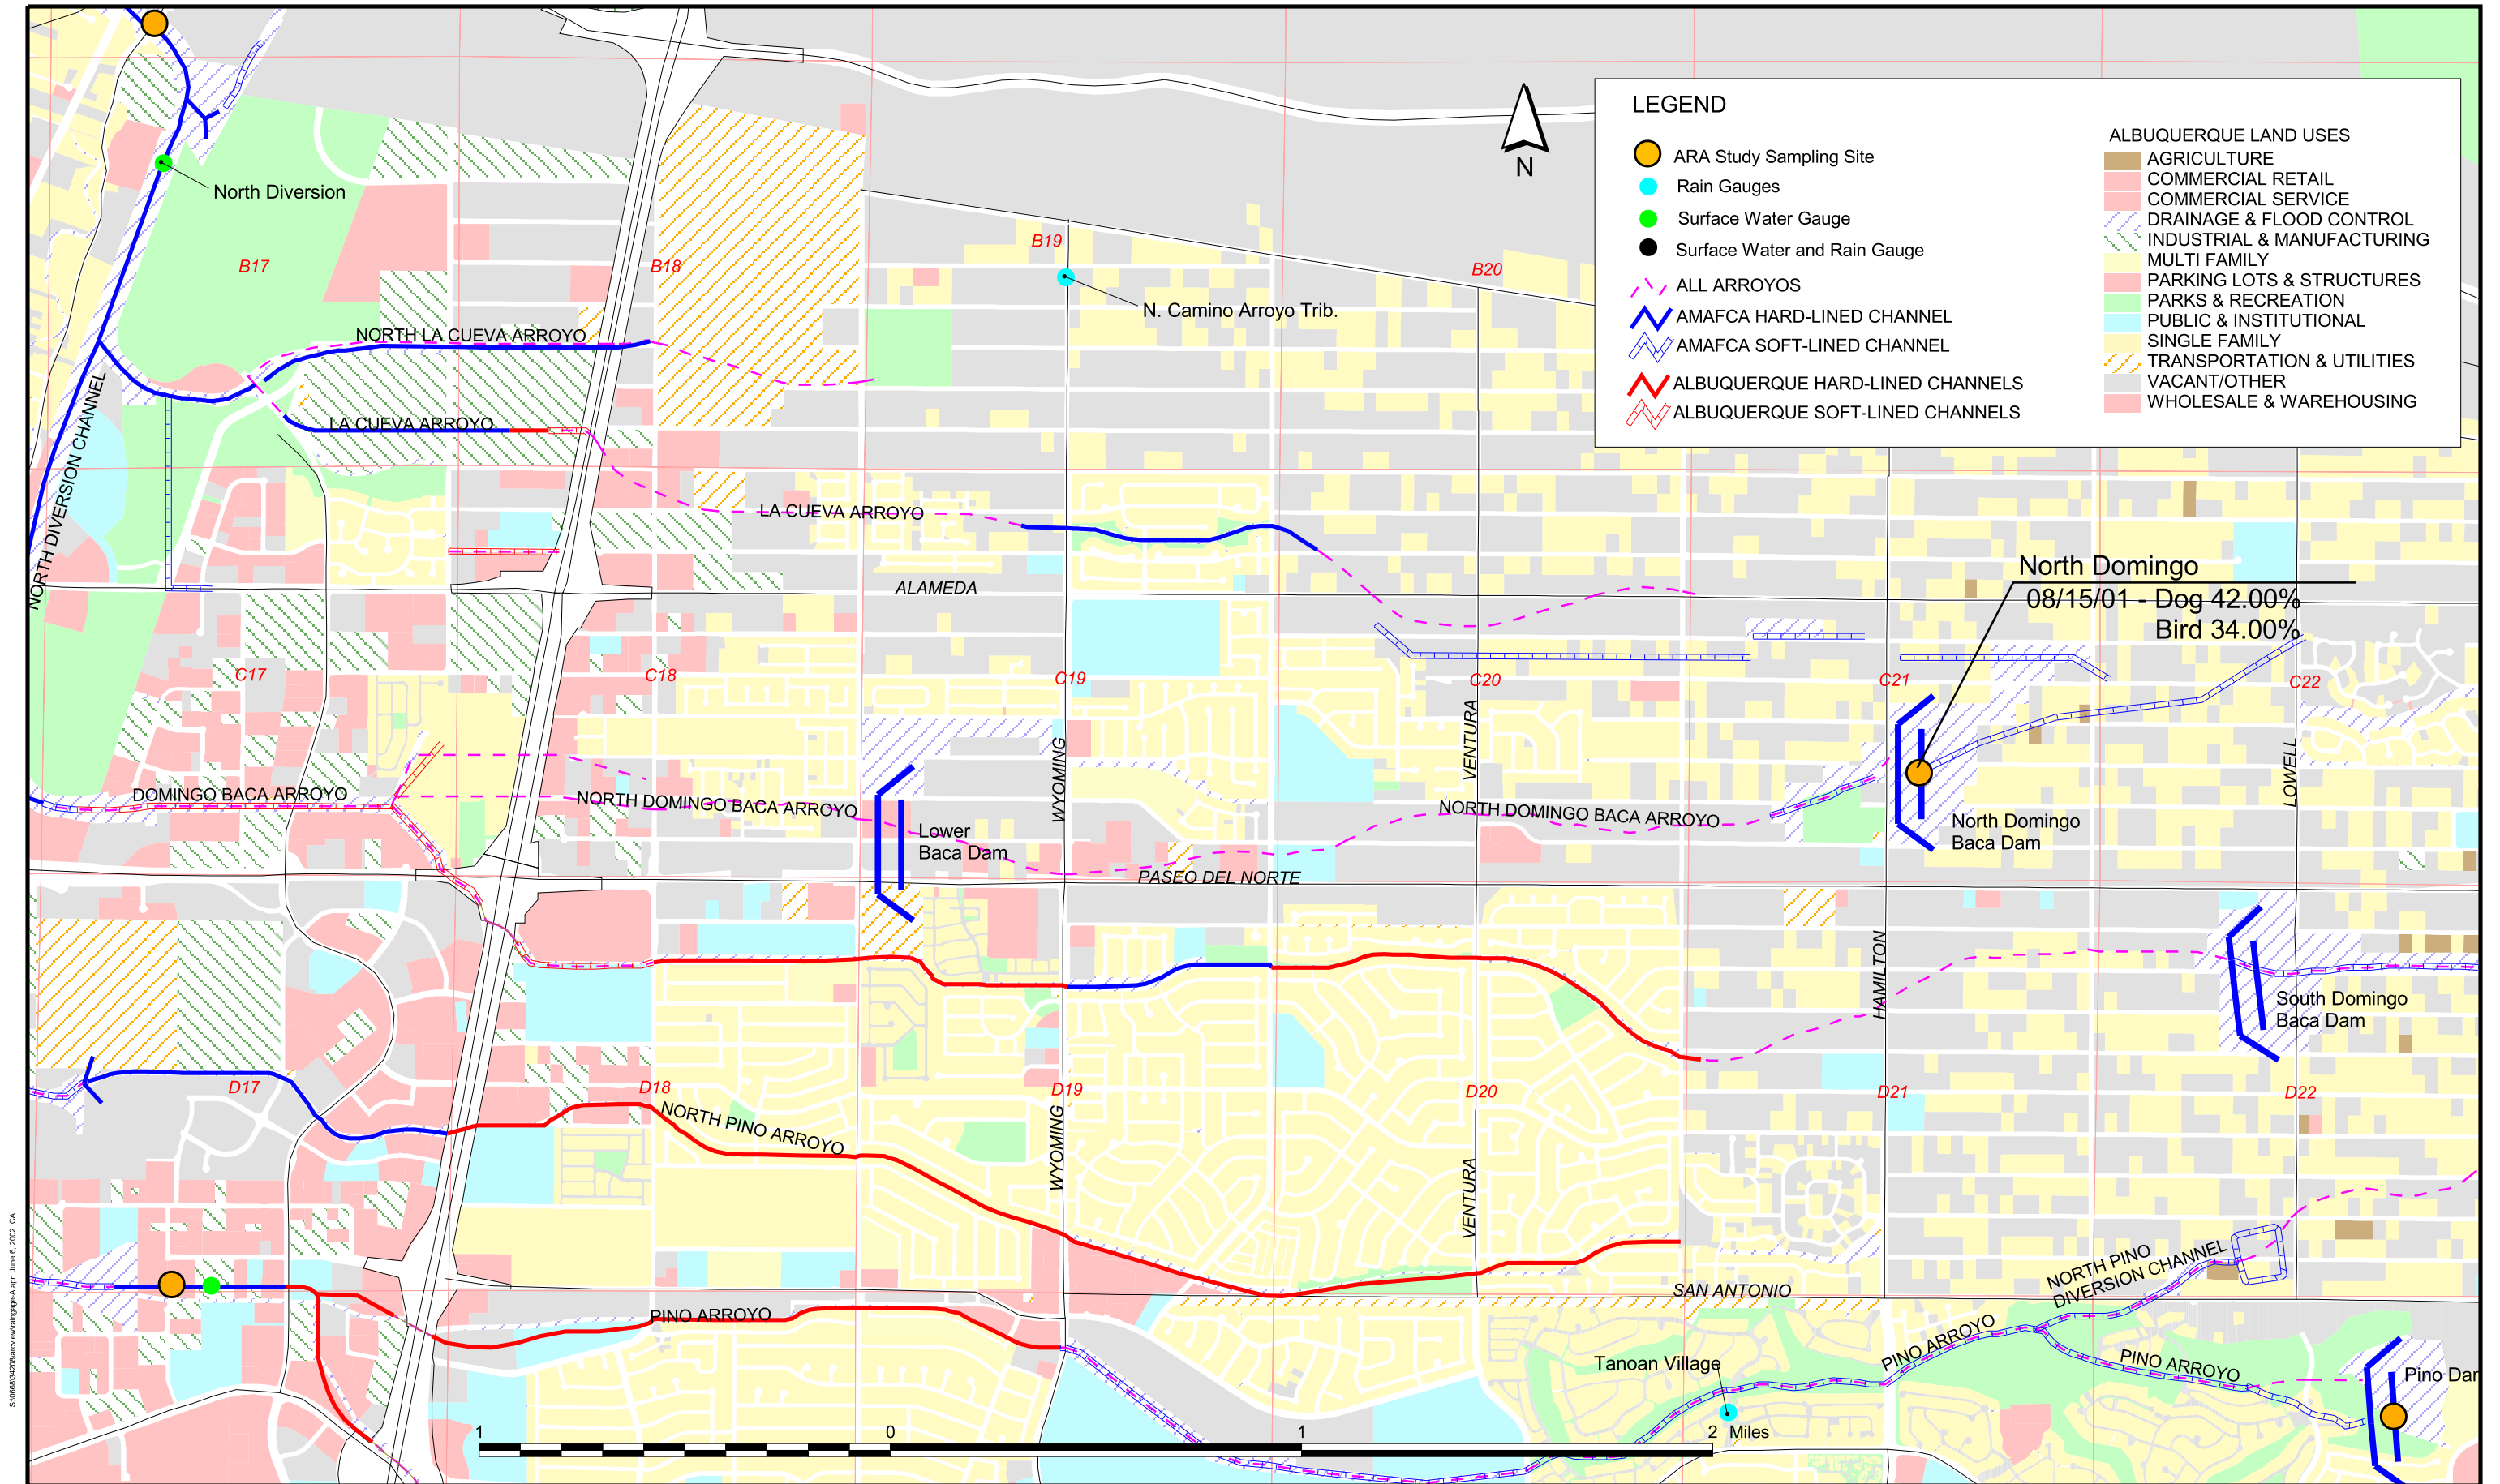 LEGEND
ARA Study Sampling Site
Rain Gauges
Surface Water Gauge
Surface Water and Rain Gauge
ALL ARROYOS
AMAFCA HARD-LINED CHANNEL
AMAFCA SOFT-LINED CHANNEL
ALBUQUERQUE HARD-LINED CHANNELS
ALBUQUERQUE SOFT-LINED CHANNELS
ALBUQUERQUE LAND USES
AGRICULTURE
COMMERCIAL RETAIL
COMMERCIAL SERVICE
DRAINAGE & FLOOD CONTROL
INDUSTRIAL & MANUFACTURING
MULTI FAMILY
PARKING LOTS & STRUCTURES
PARKS & RECREATION
PUBLIC & INSTITUTIONAL
SINGLE FAMILY
TRANSPORTATION & UTILITIES
VACANT/OTHER
WHOLESALE & WAREHOUSING
N
North Diversion
B17
B18
B19
B20
N. Camino Arroyo Trib.
NORTH LA CUEVA ARROYO
NORTH DIVERSION CHANNEL
LA CUEVA ARROYO
LA CUEVA ARROYO
ALAMEDA
North Domingo
08/15/01 - Dog 42.00%
Bird 34.00%
C17
C18
C19
C20
C21
C22
WYOMING
VENTURA
LOWELL
DOMINGO BACA ARROYO
NORTH DOMINGO BACA ARROYO
NORTH DOMINGO BACA ARROYO
Lower
Baca Dam
North Domingo
Baca Dam
PASEO DEL NORTE
HAMILTON
South Domingo
Baca Dam
D17
D18
D19
D20
D21
D22
NORTH PINO ARROYO
WYOMING
VENTURA
NORTH PINO
DIVERSION CHANNEL
SAN ANTONIO
PINO ARROYO
PINO ARROYO
PINO ARROYO
Tanoan Village
Pino Dar
1 0 1 2 Miles